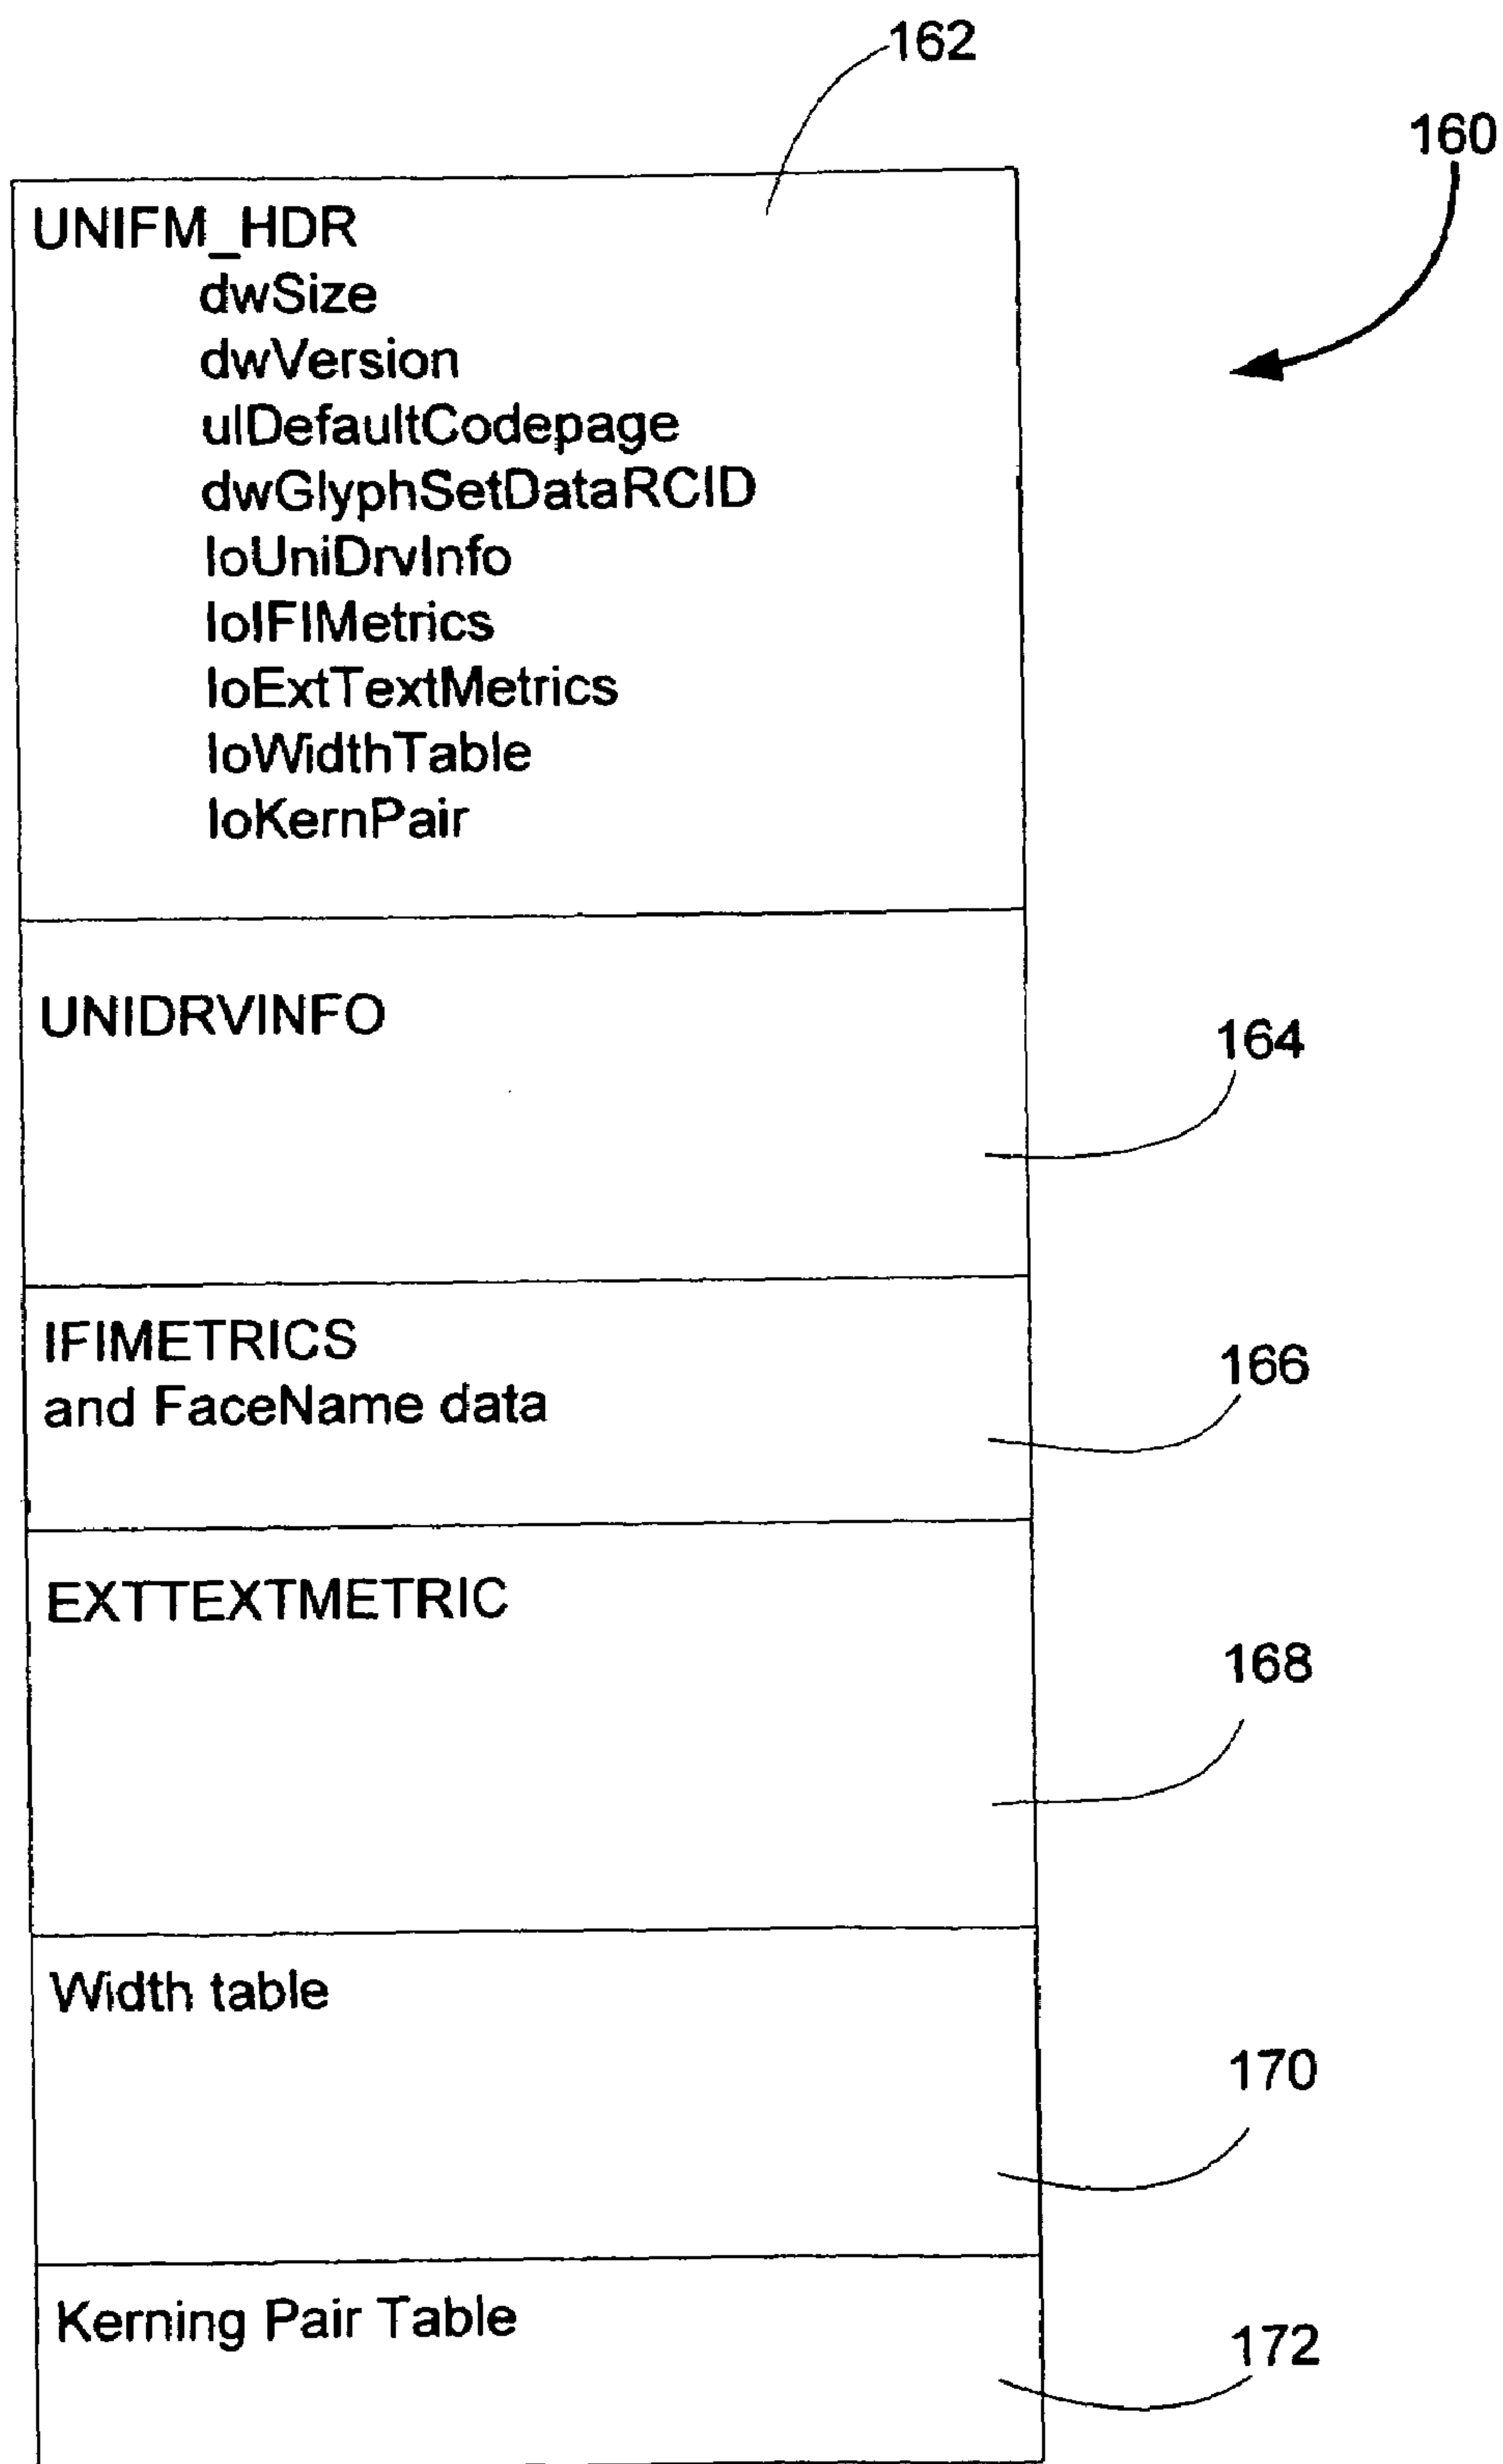 162
160
UNIFM_HDR
dwSize
dwVersion
ulDefaultCodepage
dwGlyphSetDataRCID
loUniDrvInfo
loIFIMetrics
loExtTextMetrics
loWidthTable
loKernPair
UNIDRVINFO
164
IFIMETRICS
and FaceName data
166
EXTTEXTMETRIC
168
Width table
170
Kerning Pair Table
172